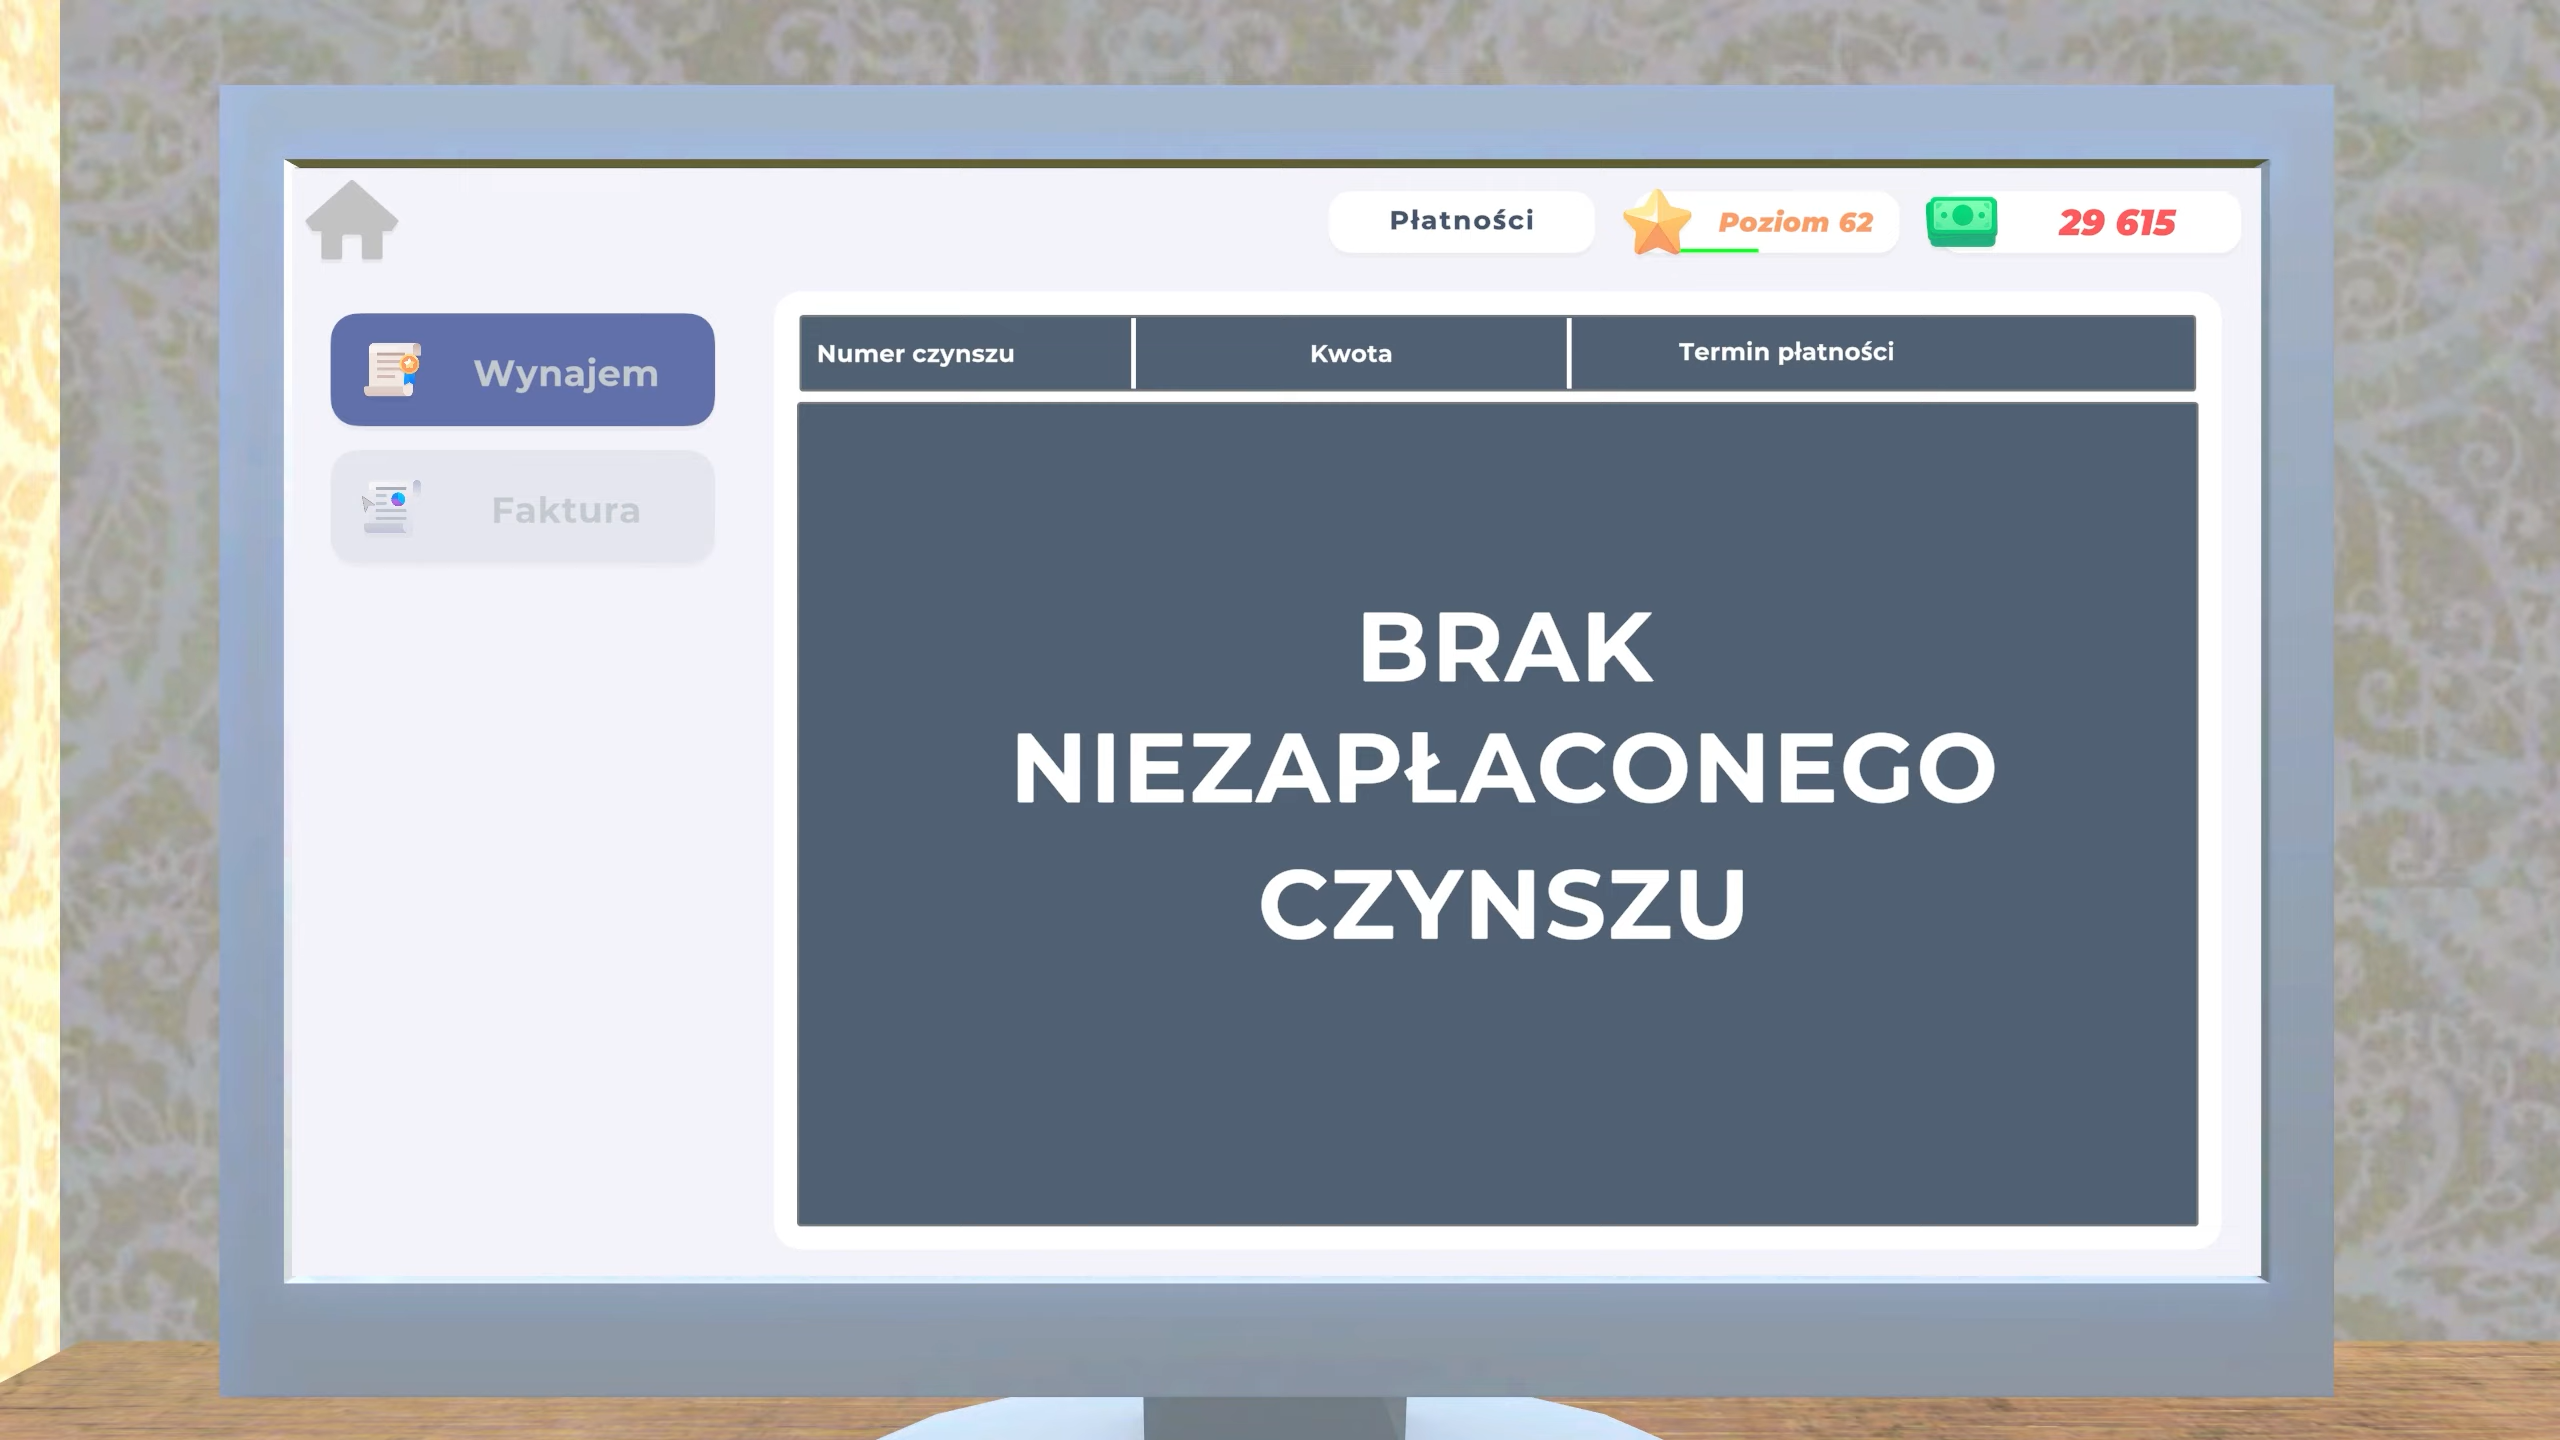 Płatności
Poziom 62
29 615
Wynajem
Faktura
Numer czynszu
Kwota
Termin płatności
BRAK
NIEZAPŁACONEGO
CZYNSZU